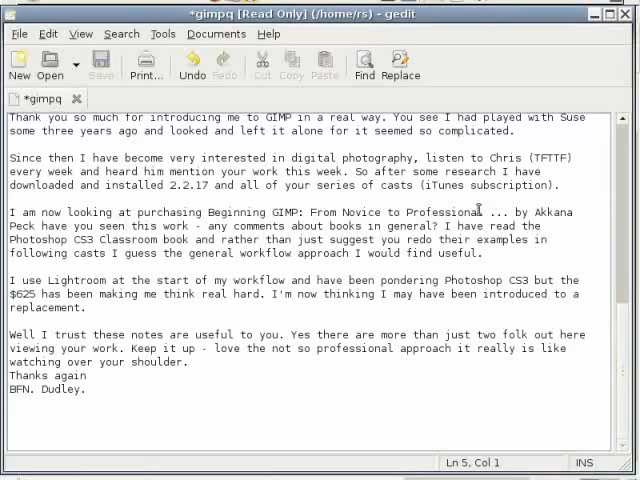 *gimpq [Read Only] (/home/rs) - gedit
File Edit View Search Tools Documents Help
New Open Save Print... Undo Redo Cut Copy Paste Find Replace
*gimpq
Thank you so much for introducing me to GIMP in a real way. You see I had played with Suse
some three years ago and looked and left it alone for it seemed so complicated.
Since then I have become very interested in digital photography, listen to Chris (TFTTF)
every week and heard him mention your work this week. So after some research I have
downloaded and installed 2.2.17 and all of your series of casts (iTunes subscription).
I am now looking at purchasing Beginning GIMP: From Novice to Professional ... by Akkana
Peck have you seen this work - any comments about books in general? I have read the
Photoshop CS3 Classroom book and rather than just suggest you redo their examples in
following casts I guess the general workflow approach I would find useful.
I use Lightroom at the start of my workflow and have been pondering Photoshop CS3 but the
$625 has been making me think real hard. I'm now thinking I may have been introduced to a
replacement.
Well I trust these notes are useful to you. Yes there are more than just two folk out here
viewing your work. Keep it up - love the not so professional approach it really is like
watching over your shoulder.
Thanks again
BFN. Dudley.
Ln 5, Col 1 INS